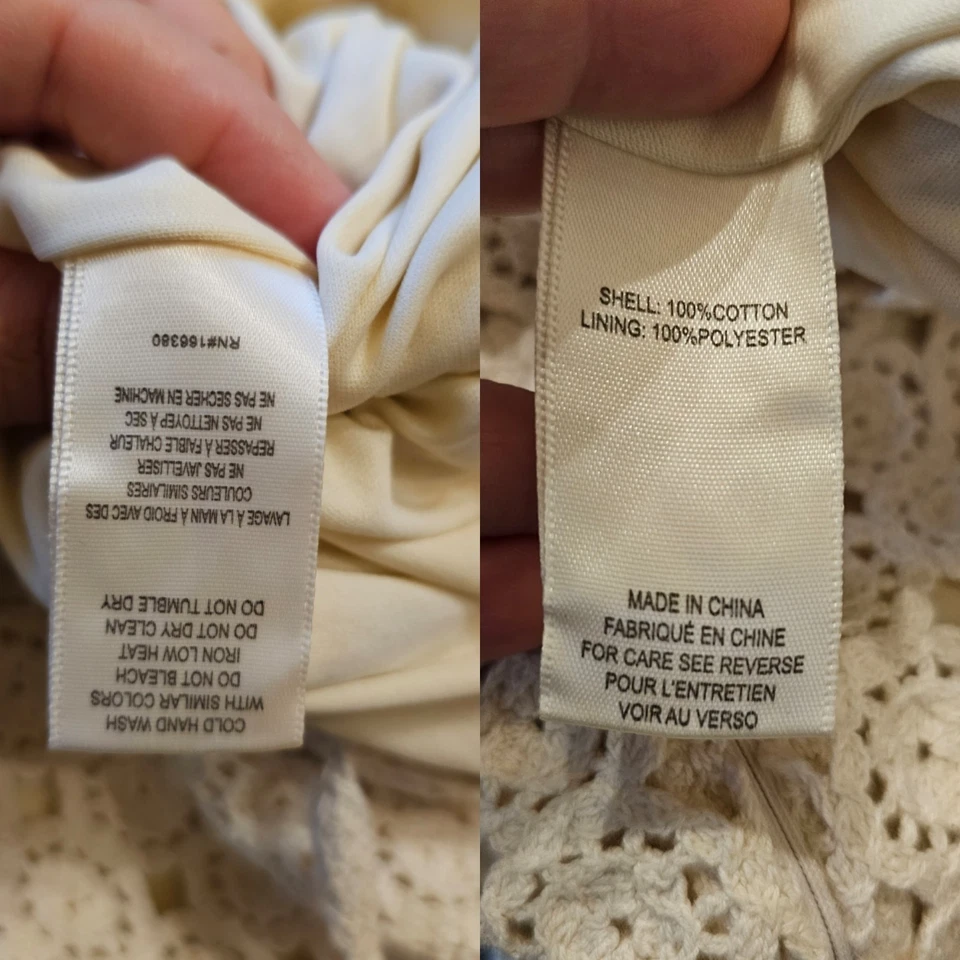 COLD HAND WASH
WITH SIMILAR COLORS
DO NOT BLEACH
IRON LOW HEAT
DO NOT DRY CLEAN
DO NOT TUMBLE DRY
LAVAGE À LA MAIN À FROID AVEC DES
COULEURS SIMILAIRES
NE PAS JAVELLISER
REPASSER À FAIBLE CHALEUR
NE PAS NETTOYEP À SEC
NE PAS SÉCHER EN MACHINE
RN#166380
SHELL: 100%COTTON
LINING: 100%POLYESTER
MADE IN CHINA
FABRIQUÉ EN CHINE
FOR CARE SEE REVERSE
POUR L'ENTRETIEN
VOIR AU VERSO